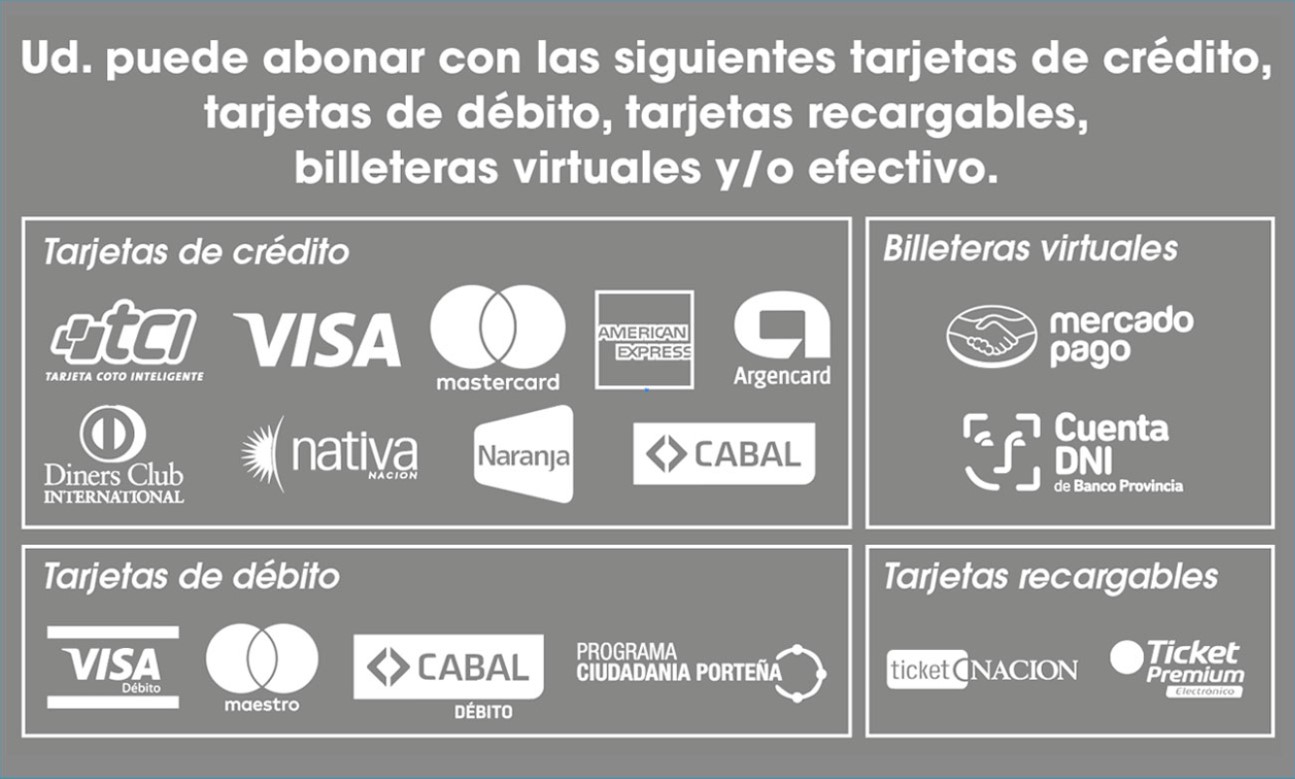 Ud. puede abonar con las siguientes tarjetas de crédito,
tarjetas de débito, tarjetas recargables,
billeteras virtuales y/o efectivo.
Tarjetas de crédito
tci
TARJETA COTO INTELIGENTE
VISA
mastercard
AMERICAN
EXPRESS
Argencard
Diners Club
INTERNATIONAL
nativa
NACION
Naranja
CABAL
Billeteras virtuales
mercado
pago
Cuenta
DNI
de Banco Provincia
Tarjetas de débito
VISA
Débito
maestro
CABAL
DÉBITO
PROGRAMA
CIUDADANIA PORTEÑA
Tarjetas recargables
ticket NACION
Ticket
Premium
Electrónico